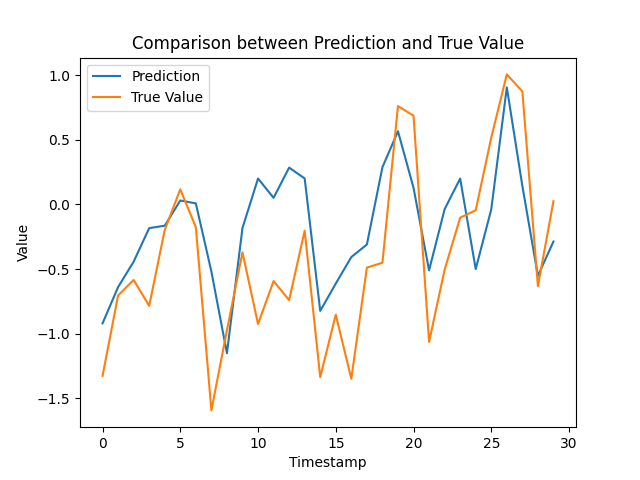 Comparison between Prediction and True Value
Prediction
True Value
1.0
0.5
0.0
−0.5
−1.0
−1.5
Value
0
5
10
15
20
25
30
Timestamp